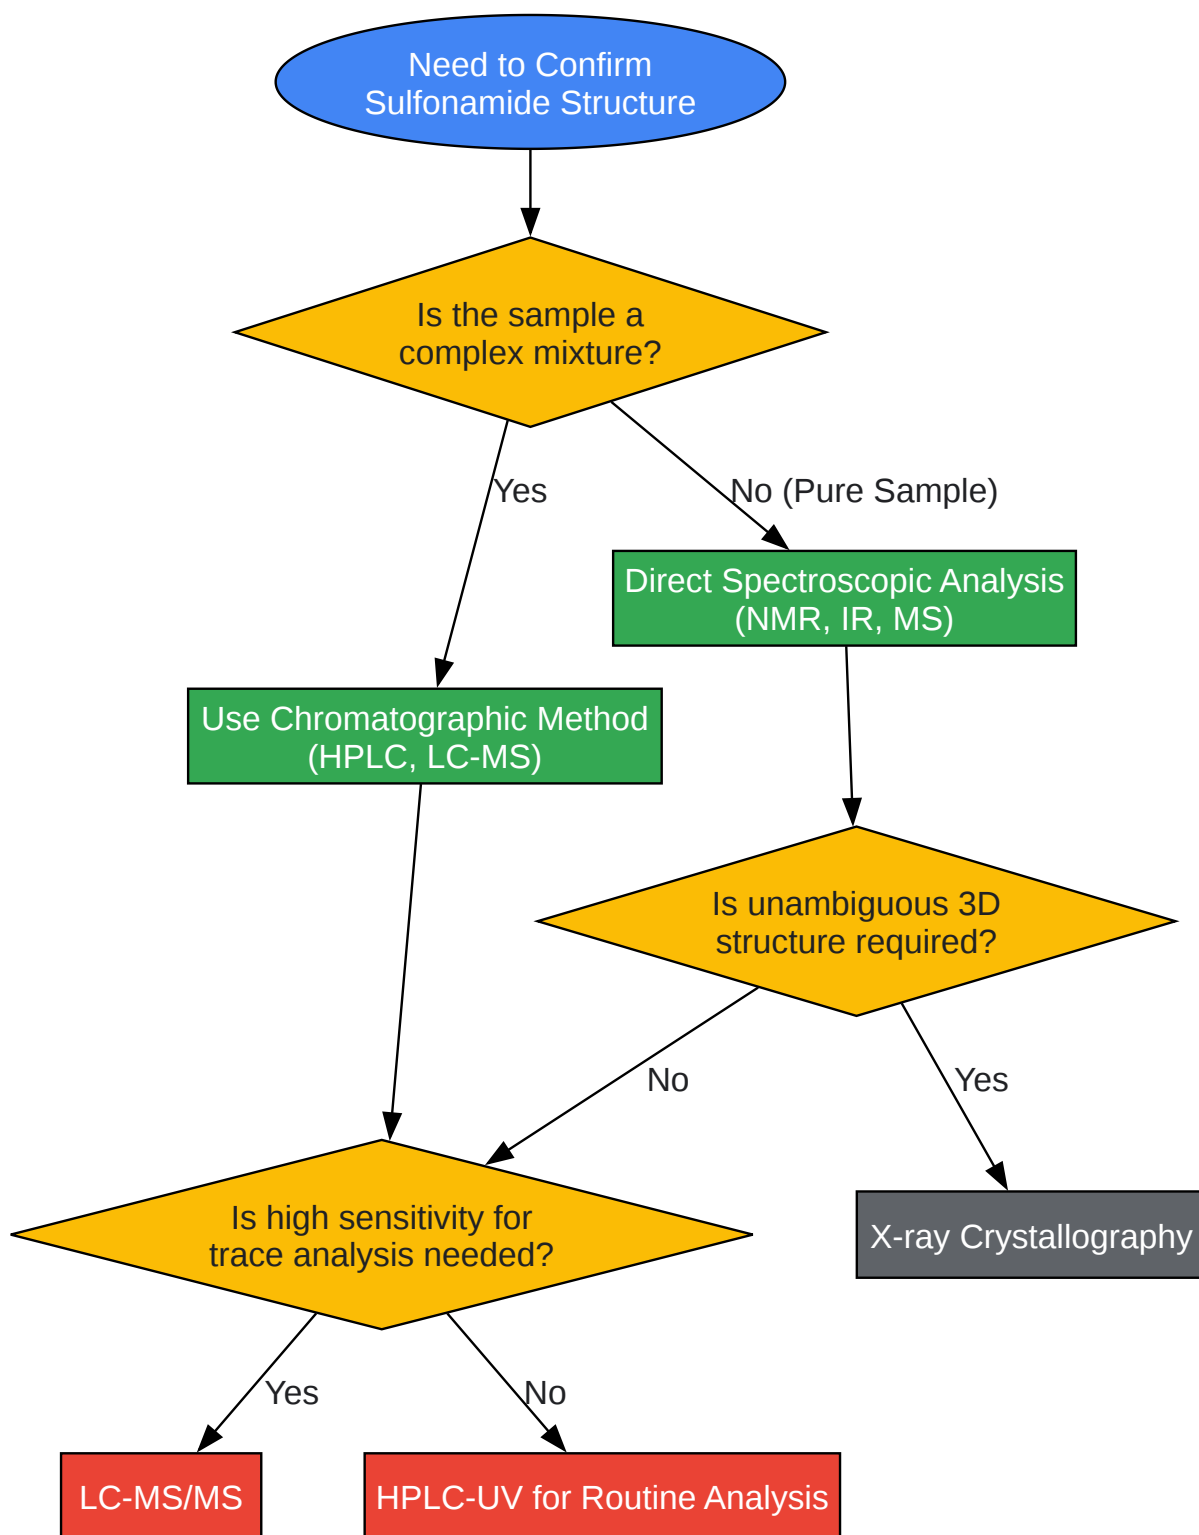 Need to Confirm
Sulfonamide Structure
Is the sample a
complex mixture?
Yes
No (Pure Sample)
Direct Spectroscopic Analysis
(NMR, IR, MS)
Use Chromatographic Method
(HPLC, LC-MS)
Is unambiguous 3D
structure required?
No
Yes
Is high sensitivity for
trace analysis needed?
X-ray Crystallography
Yes
No
LC-MS/MS
HPLC-UV for Routine Analysis